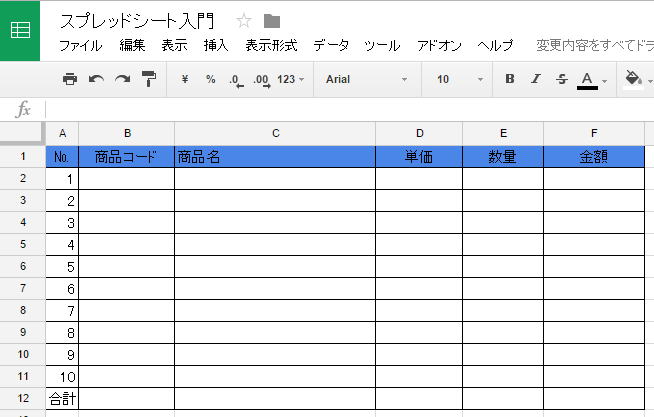 スプレッドシート入門
ファイル 編集 表示 挿入 表示形式 データ ツール アドオン ヘルプ 変更内容をすべてドラ
¥ % .0 .00 123 Arial 10 B I S A
fx
A B C D E F
1 No. 商品コード 商品名 単価 数量 金額
2 1
3 2
4 3
5 4
6 5
7 6
8 7
9 8
10 9
11 10
12 合計